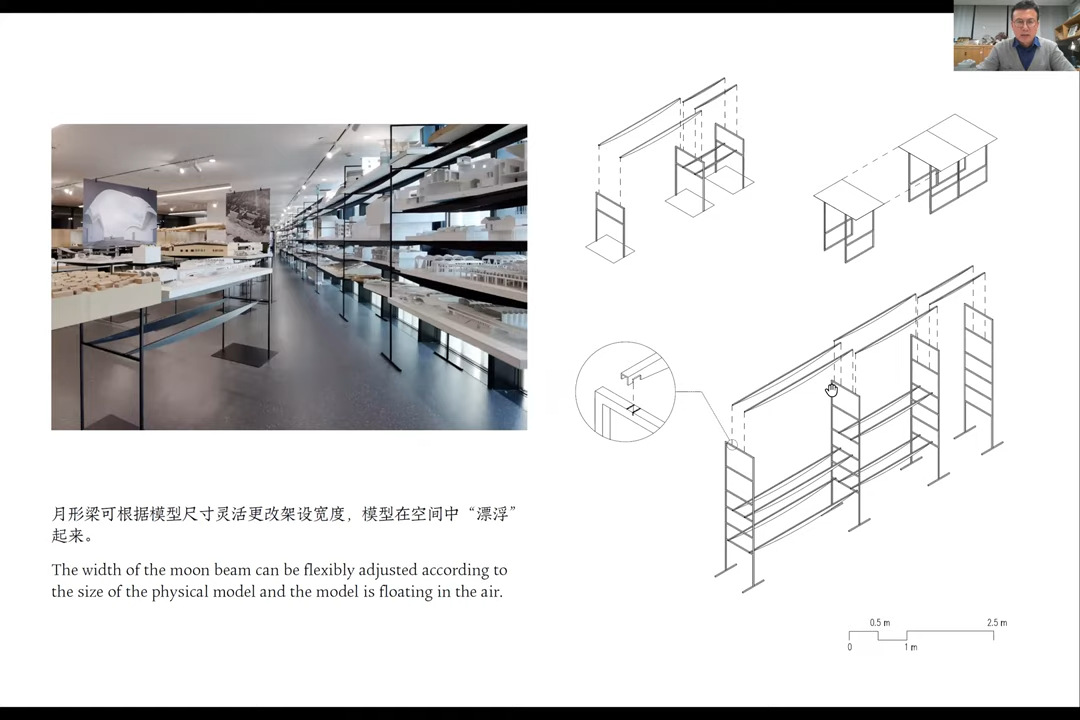 月形梁可根据模型尺寸灵活更改架设宽度，模型在空间中“漂浮”
起来。
The width of the moon beam can be flexibly adjusted according to
the size of the physical model and the model is floating in the air.
0.5 m
2.5 m
0
1 m